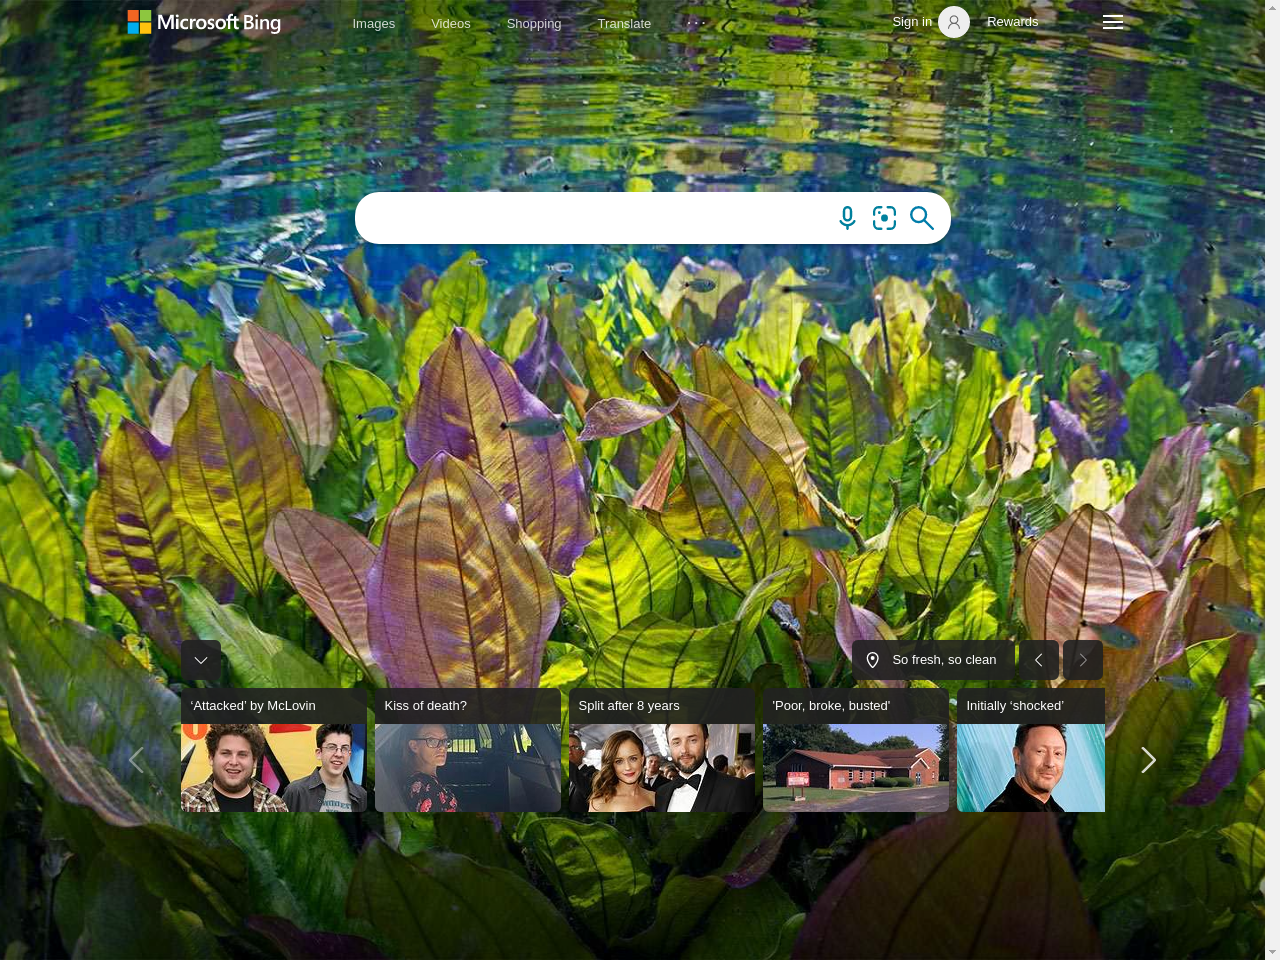 Microsoft Bing
Images Videos Shopping Translate ···
Sign in Rewards
So fresh, so clean
‘Attacked’ by McLovin
Kiss of death?
Split after 8 years
'Poor, broke, busted'
Initially ‘shocked’